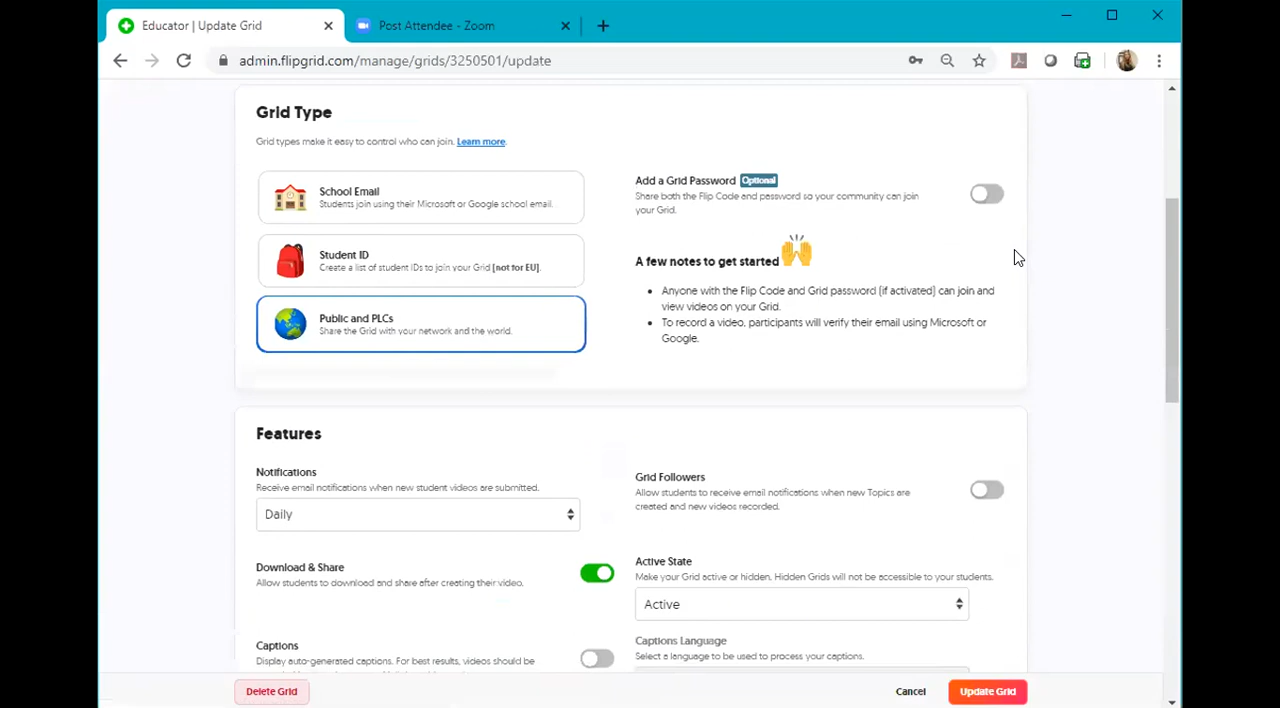 Educator | Update Grid
Post Attendee - Zoom
admin.flipgrid.com/manage/grids/3250501/update
Grid Type
Grid types make it easy to control who can join. Learn more.
School Email
Students join using their Microsoft or Google school email.
Student ID
Create a list of student IDs to join your Grid [not for EU].
Public and PLCs
Share the Grid with your network and the world.
Add a Grid Password Optional
Share both the Flip Code and password so your community can join
your Grid.
A few notes to get started
Anyone with the Flip Code and Grid password (if activated) can join and
view videos on your Grid.
To record a video, participants will verify their email using Microsoft or
Google.
Features
Notifications
Receive email notifications when new student videos are submitted.
Daily
Grid Followers
Allow students to receive email notifications when new Topics are
created and new videos recorded.
Download & Share
Allow students to download and share after creating their video.
Active State
Make your Grid active or hidden. Hidden Grids will not be accessible to your students.
Active
Captions
Display auto-generated captions. For best results, videos should be
Captions Language
Select a language to be used to process your captions.
Delete Grid
Cancel
Update Grid